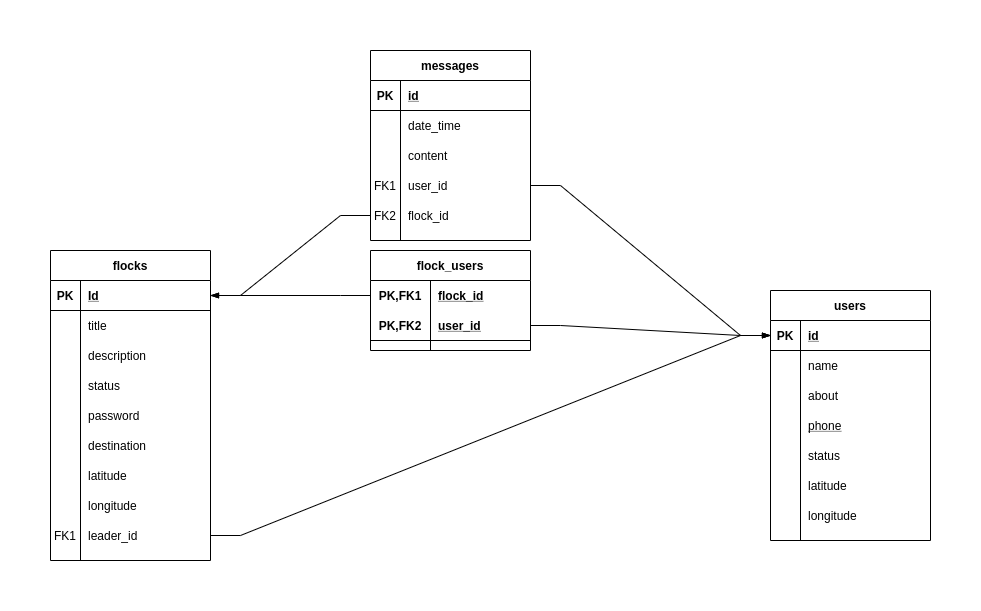 messages
PK id
date_time
content
FK1 user_id
FK2 flock_id
flocks
PK Id
title
description
status
password
destination
latitude
longitude
FK1 leader_id
flock_users
PK,FK1 flock_id
PK,FK2 user_id
users
PK id
name
about
phone
status
latitude
longitude